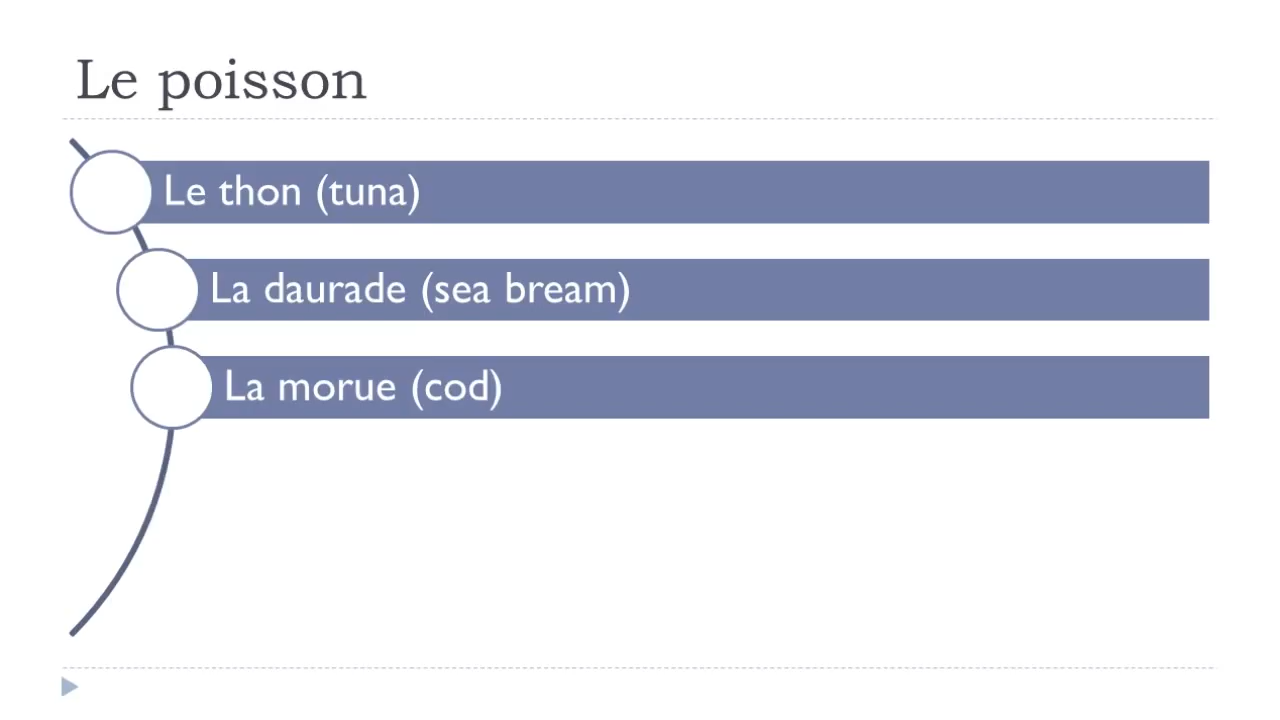 Le poisson
Le thon (tuna)
La daurade (sea bream)
La morue (cod)